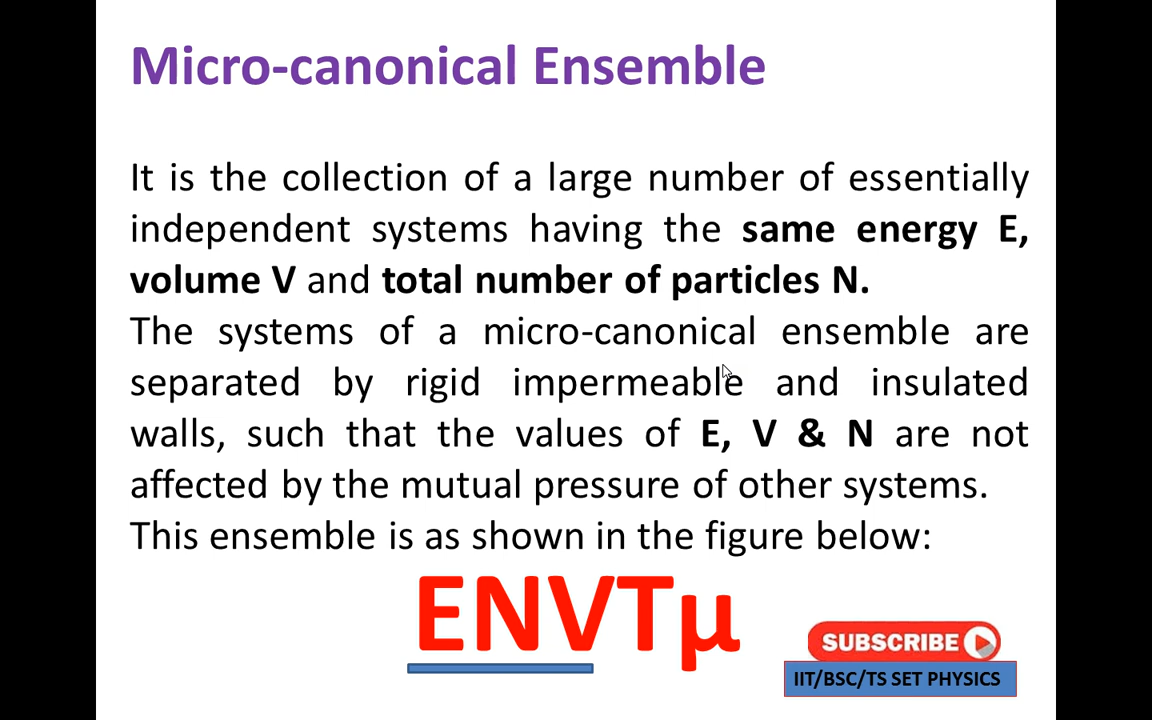 Micro-canonical Ensemble
It is the collection of a large number of essentially
independent systems having the same energy E,
volume V and total number of particles N.
The systems of a micro-canonical ensemble are
separated by rigid impermeable and insulated
walls, such that the values of E, V & N are not
affected by the mutual pressure of other systems.
This ensemble is as shown in the figure below:
ENVTμ
SUBSCRIBE
IIT/BSC/TS SET PHYSICS